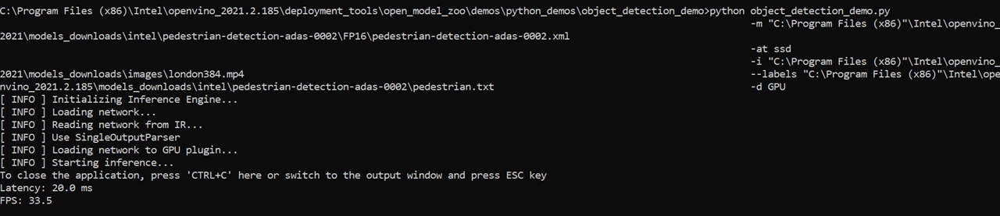 C:\Program Files (x86)\Intel\openvino_2021.2.185\deployment_tools\open_model_zoo\demos\python_demos\object_detection_demo>python object_detection_demo.py
-m "C:\Program Files (x86)"\Intel\openvino_
2021\models_downloads\intel\pedestrian-detection-adas-0002\FP16\pedestrian-detection-adas-0002.xml
-at ssd
-i "C:\Program Files (x86)"\Intel\openvino_
2021\models_downloads\images\london384.mp4
--labels "C:\Program Files (x86)"\Intel\ope
nvino_2021.2.185\models_downloads\intel\pedestrian-detection-adas-0002\pedestrian.txt
-d GPU
[ INFO ] Initializing Inference Engine...
[ INFO ] Loading network...
[ INFO ] Reading network from IR...
[ INFO ] Use SingleOutputParser
[ INFO ] Loading network to GPU plugin...
[ INFO ] Starting inference...
To close the application, press 'CTRL+C' here or switch to the output window and press ESC key
Latency: 20.0 ms
FPS: 33.5